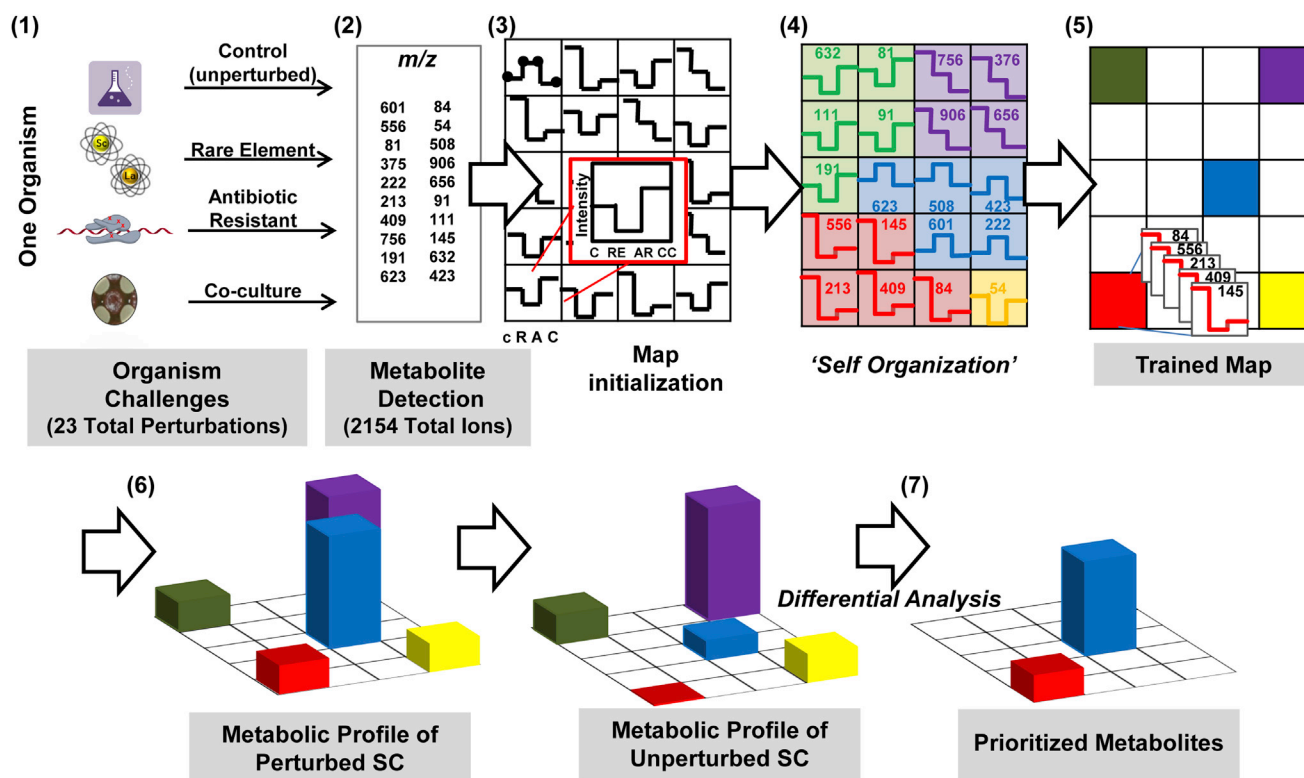 (1)
One Organism
Control
(unperturbed)
Sc
La
Rare Element
Antibiotic
Resistant
Co-culture
Organism
Challenges
(23 Total Perturbations)
(2)
m/z
601 84
556 54
81 508
375 906
222 656
213 91
409 111
756 145
191 632
623 423
Metabolite
Detection
(2154 Total Ions)
(3)
Intensity
C RE AR CC
c R A C
Map
initialization
(4)
632 81 756 376
111 91 906 656
191
623 508 423
556 145 601 222
213 409 84 54
'Self Organization'
(5)
84
556
213
409
145
Trained Map
(6)
Metabolic Profile of
Perturbed SC
Metabolic Profile of
Unperturbed SC
(7)
Differential Analysis
Prioritized Metabolites